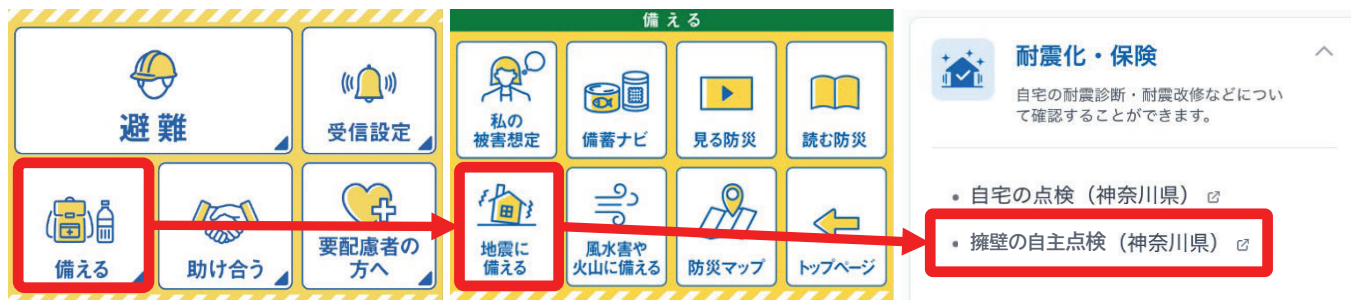 避難
受信設定
備える
助け合う
要配慮者の
方へ
備える
私の
被害想定
備蓄ナビ
見る防災
読む防災
地震に
備える
風水害や
火山に備える
防災マップ
トップページ
耐震化・保険
自宅の耐震診断・耐震改修などについ
て確認することができます。
• 自宅の点検（神奈川県）
• 擁壁の自主点検（神奈川県）